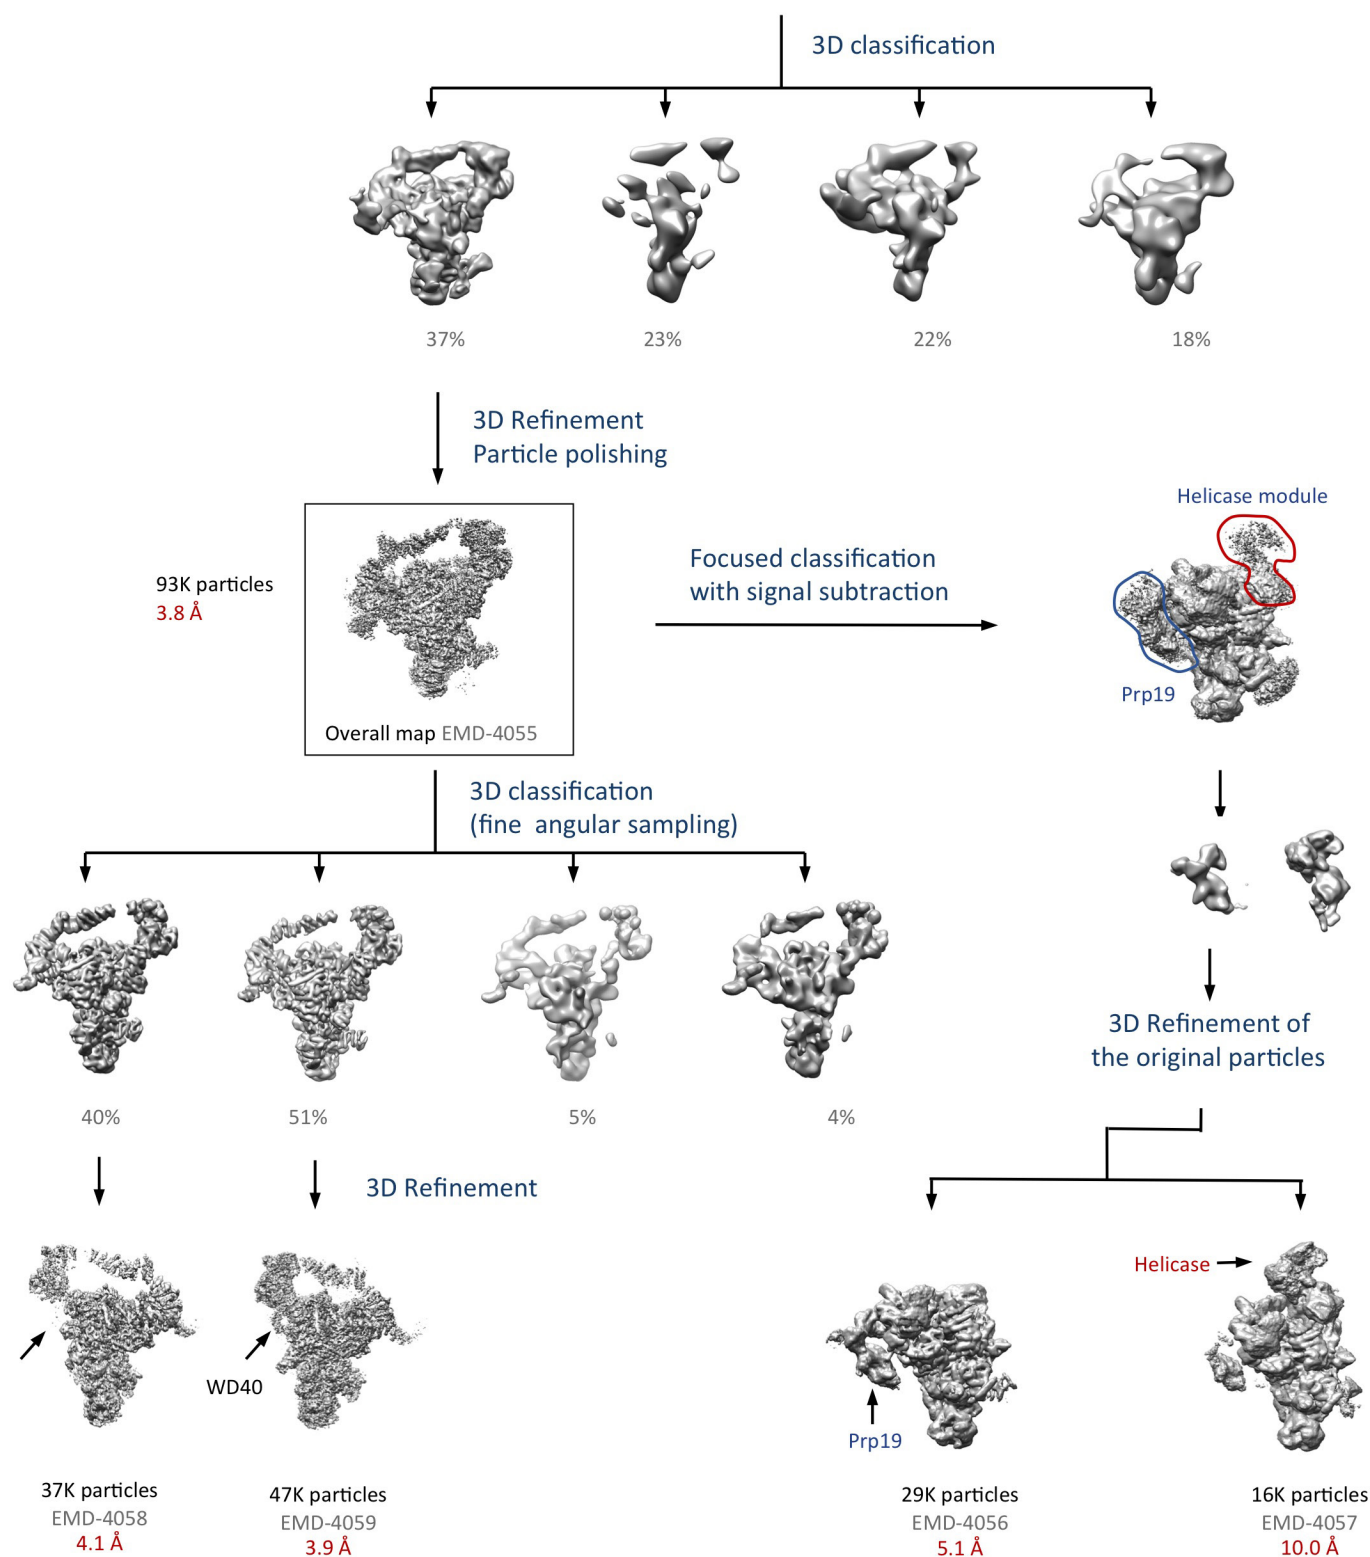 3D classification
37%
23%
22%
18%
3D Refinement
Particle polishing
Helicase module
93K particles
3.8 Å
Focused classification
with signal subtraction
Prp19
Overall map EMD-4055
3D classification
(fine angular sampling)
3D Refinement of
the original particles
40%
51%
5%
4%
3D Refinement
Helicase
WD40
Prp19
37K particles
EMD-4058
4.1 Å
47K particles
EMD-4059
3.9 Å
29K particles
EMD-4056
5.1 Å
16K particles
EMD-4057
10.0 Å